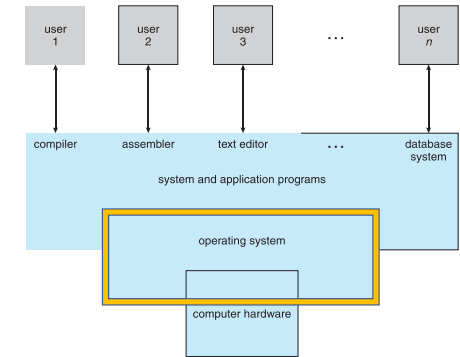 user
1
user
2
user
3
...
user
n
compiler
assembler
text editor
...
database
system
system and application programs
operating system
computer hardware